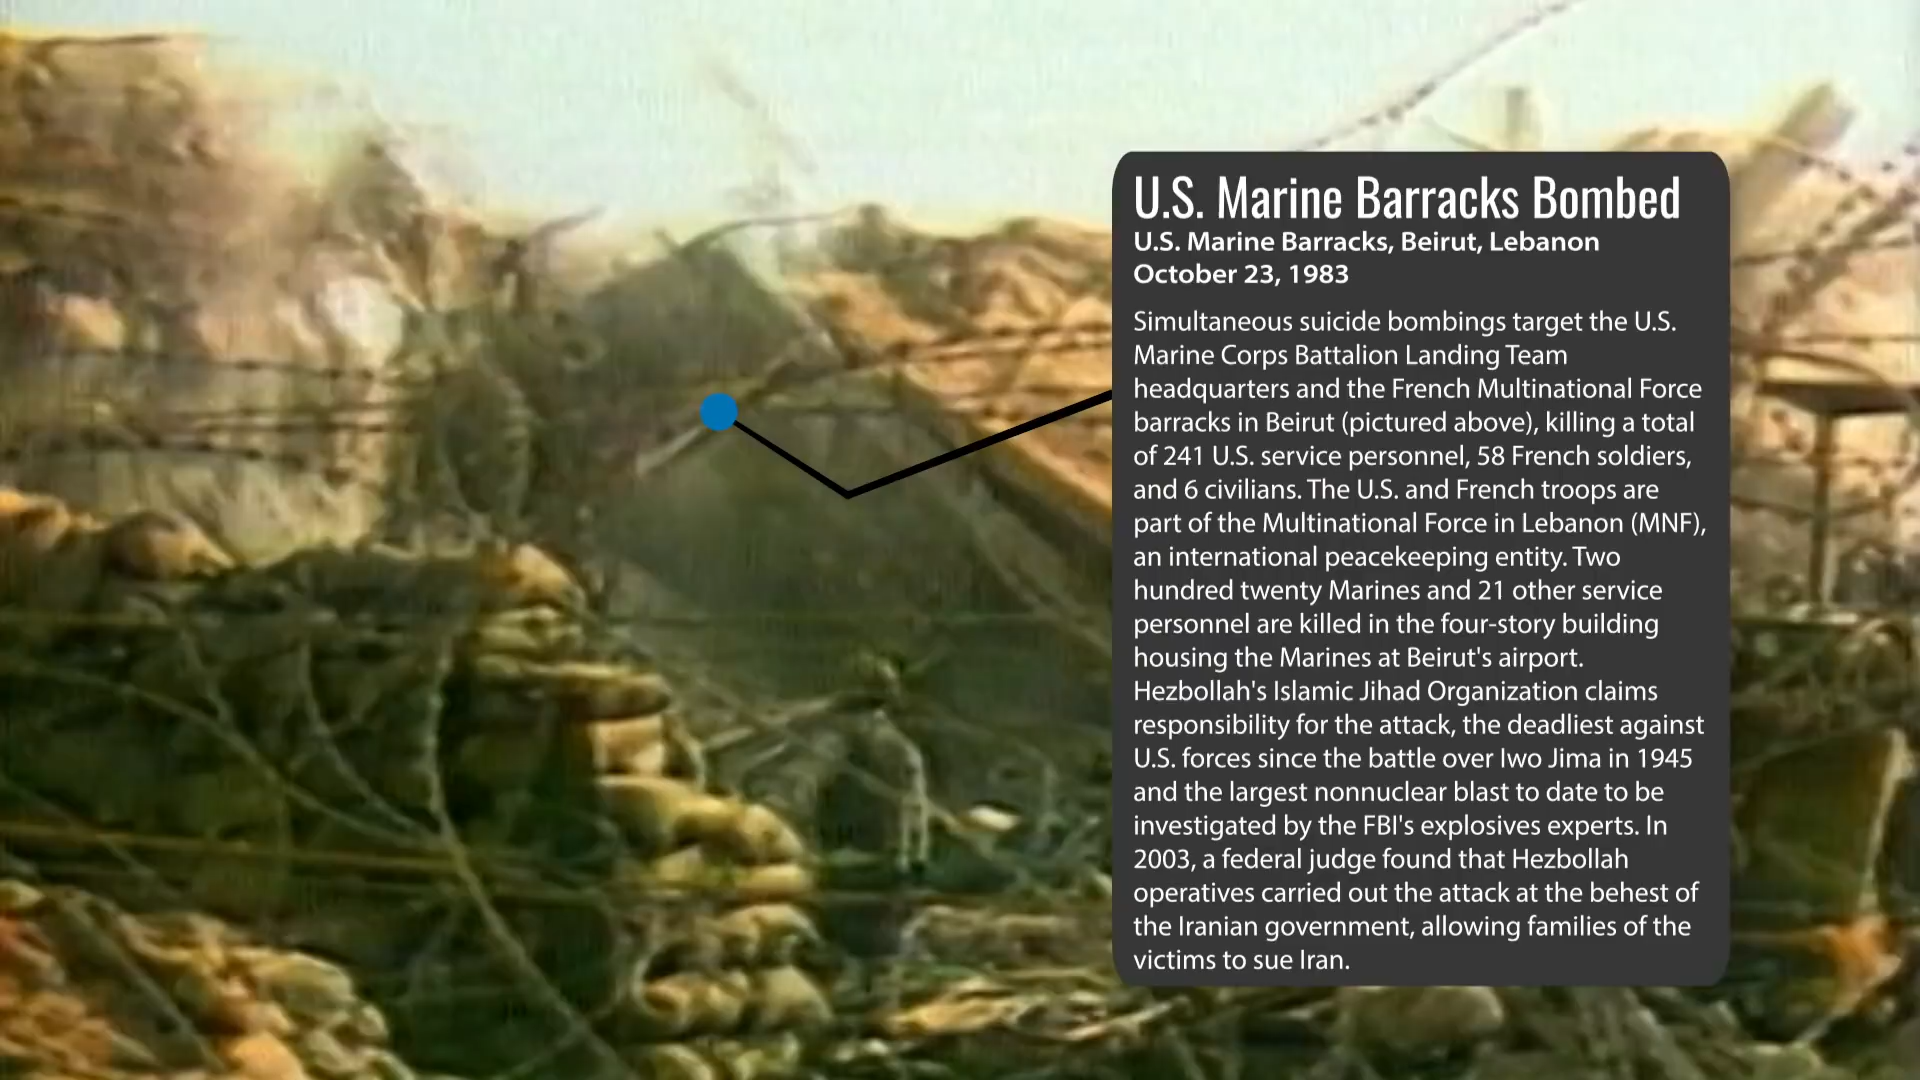 U.S. Marine Barracks Bombed
U.S. Marine Barracks, Beirut, Lebanon
October 23, 1983
Simultaneous suicide bombings target the U.S.
Marine Corps Battalion Landing Team
headquarters and the French Multinational Force
barracks in Beirut (pictured above), killing a total
of 241 U.S. service personnel, 58 French soldiers,
and 6 civilians. The U.S. and French troops are
part of the Multinational Force in Lebanon (MNF),
an international peacekeeping entity. Two
hundred twenty Marines and 21 other service
personnel are killed in the four-story building
housing the Marines at Beirut's airport.
Hezbollah's Islamic Jihad Organization claims
responsibility for the attack, the deadliest against
U.S. forces since the battle over Iwo Jima in 1945
and the largest nonnuclear blast to date to be
investigated by the FBI's explosives experts. In
2003, a federal judge found that Hezbollah
operatives carried out the attack at the behest of
the Iranian government, allowing families of the
victims to sue Iran.